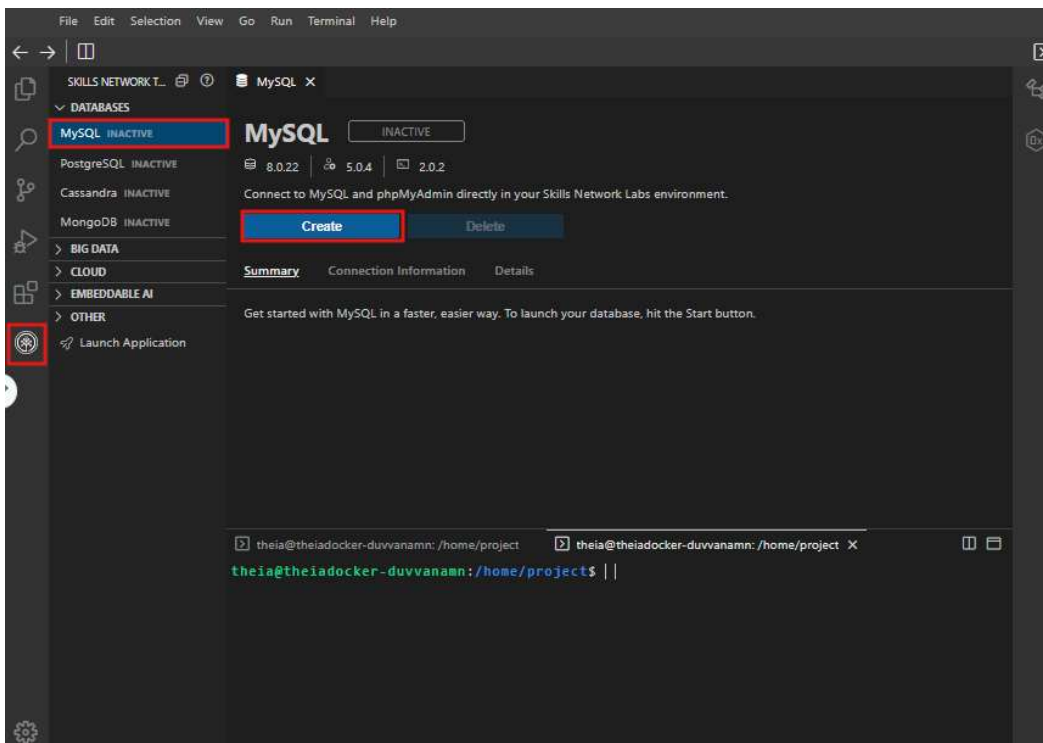 File Edit Selection View Go Run Terminal Help
SKILLS NETWORK T...
DATABASES
MySQL INACTIVE
PostgreSQL INACTIVE
Cassandra INACTIVE
MongoDB INACTIVE
BIG DATA
CLOUD
EMBEDDABLE AI
OTHER
Launch Application
MySQL
MySQL INACTIVE
8.0.22 5.0.4 2.0.2
Connect to MySQL and phpMyAdmin directly in your Skills Network Labs environment.
Create Delete
Summary Connection Information Details
Get started with MySQL in a faster, easier way. To launch your database, hit the Start button.
theia@theiadocker-duvvanamn: /home/project theia@theiadocker-duvvanamn: /home/project
theia@theiadocker-duvvanamn:/home/project$